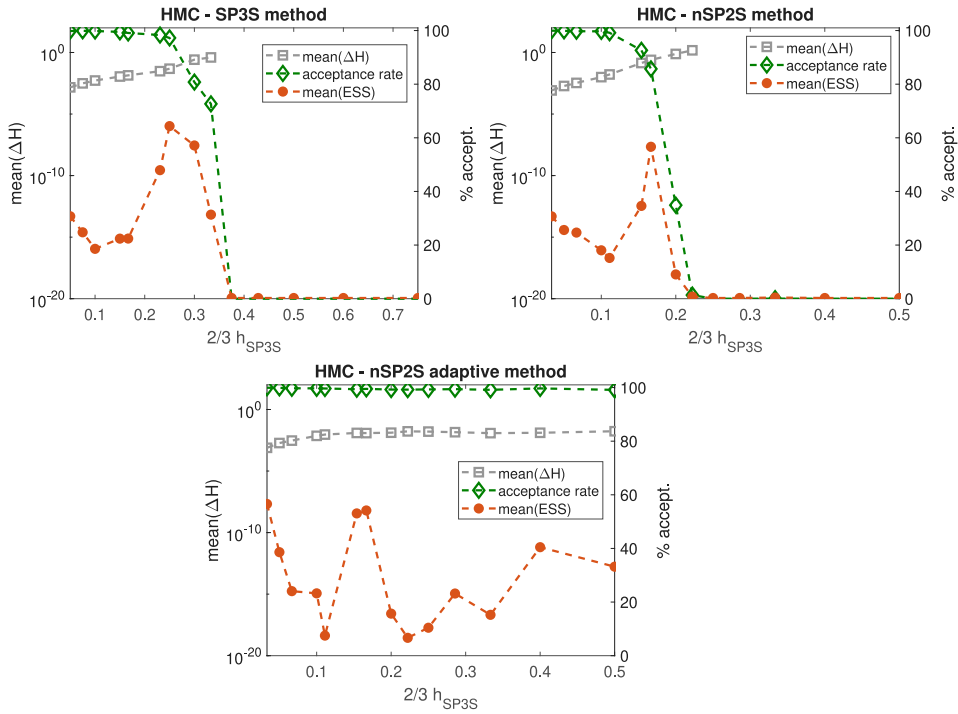 HMC - SP3S method
mean(ΔH)
acceptance rate
mean(ESS)
10^0
10^-10
10^-20
mean(ΔH)
100
80
60
40
20
0
% accept.
0.1 0.2 0.3 0.4 0.5 0.6 0.7
2/3 h_SP3S
HMC - nSP2S method
mean(ΔH)
acceptance rate
mean(ESS)
10^0
10^-10
10^-20
mean(ΔH)
100
80
60
40
20
0
% accept.
0.1 0.2 0.3 0.4 0.5
2/3 h_SP3S
HMC - nSP2S adaptive method
mean(ΔH)
acceptance rate
mean(ESS)
10^0
10^-10
10^-20
mean(ΔH)
100
80
60
40
20
0
% accept.
0.1 0.2 0.3 0.4 0.5
2/3 h_SP3S